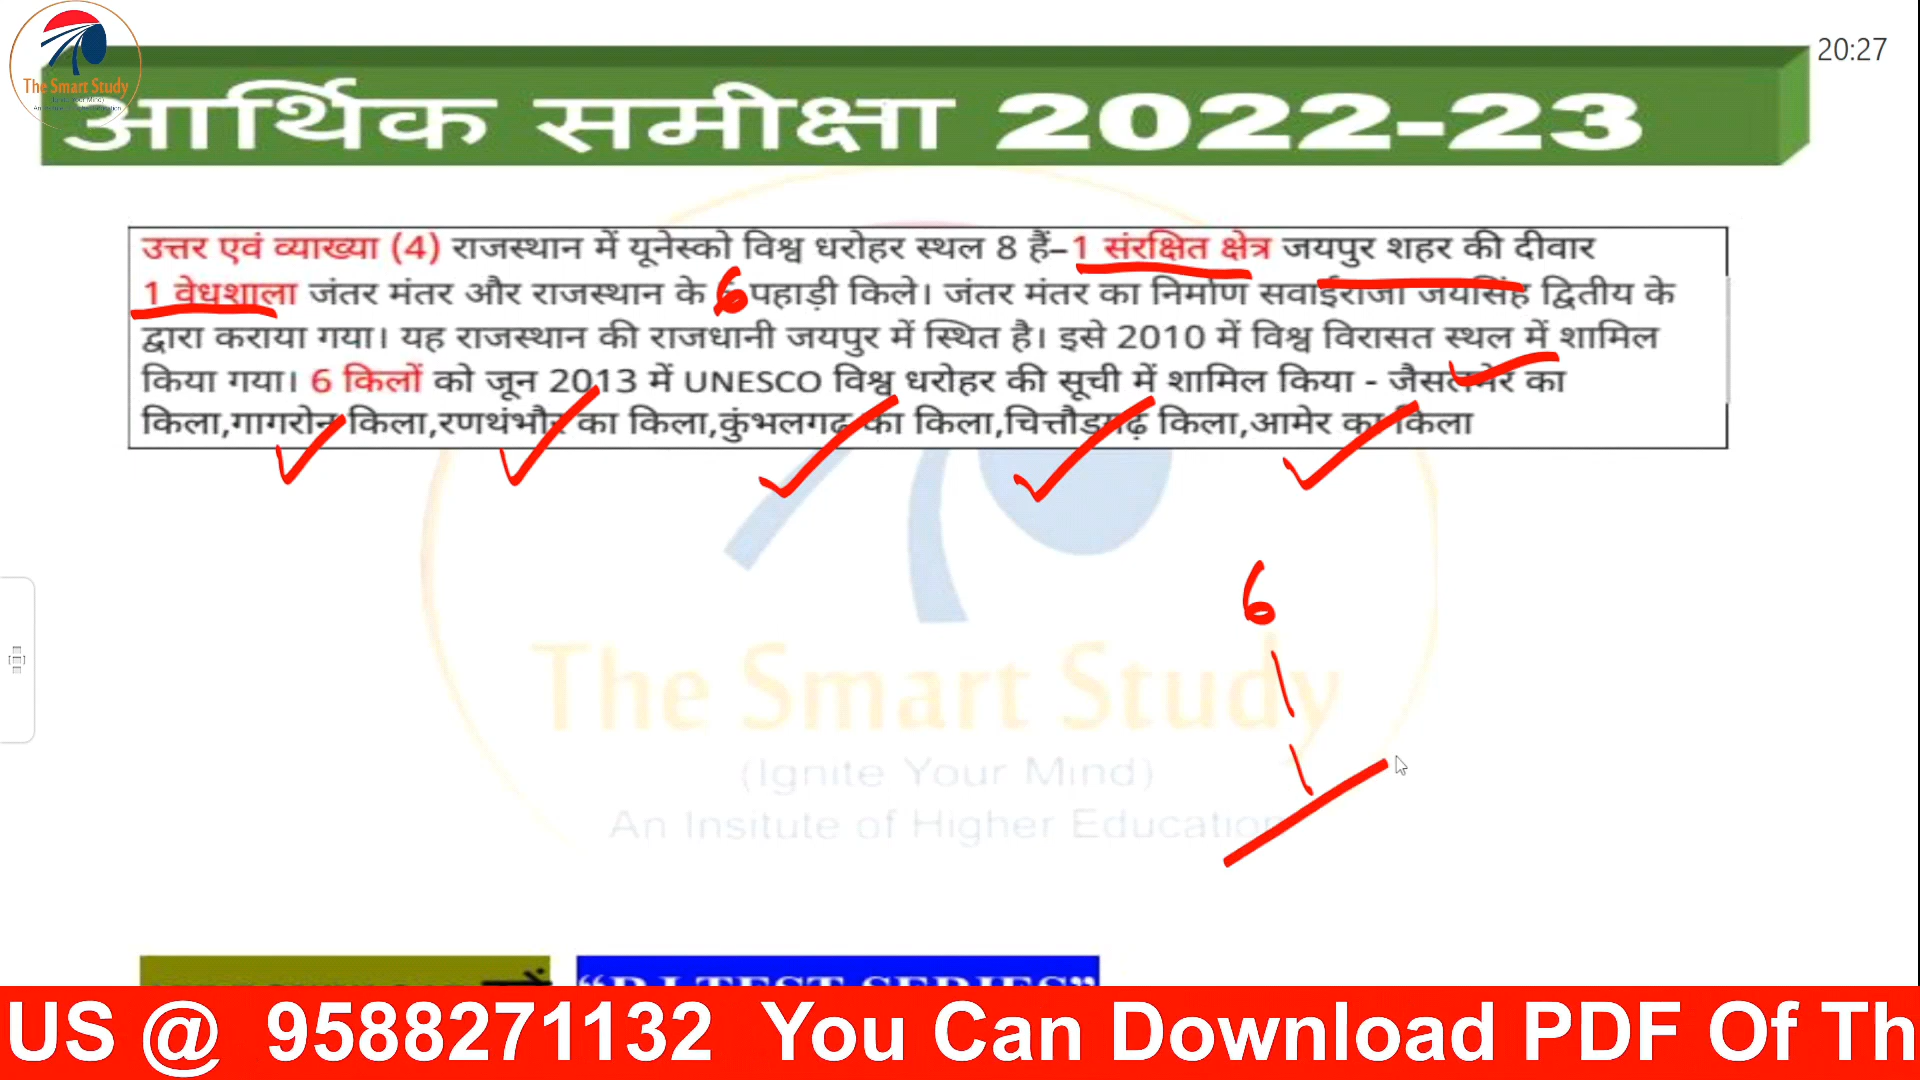 20:27
The Smart Study
आर्थिक समीक्षा 2022-23
उत्तर एवं व्याख्या (4) राजस्थान में यूनेस्को विश्व धरोहर स्थल 8 हैं–1 संरक्षित क्षेत्र जयपुर शहर की दीवार
1 वेधशाला जंतर मंतर और राजस्थान के 6 पहाड़ी किले। जंतर मंतर का निर्माण सवाईराजा जयसिंह द्वितीय के
द्वारा कराया गया। यह राजस्थान की राजधानी जयपुर में स्थित है। इसे 2010 में विश्व विरासत स्थल में शामिल
किया गया। 6 किलों को जून 2013 में UNESCO विश्व धरोहर की सूची में शामिल किया - जैसलमेर का
किला,गागरोन किला,रणथंभौर का किला,कुंभलगढ़ का किला,चित्तौड़गढ़ किला,आमेर का किला
6
1
1
The Smart Study
(Ignite Your Mind)
An Insitute of Higher Education
US @ 9588271132 You Can Download PDF Of Th